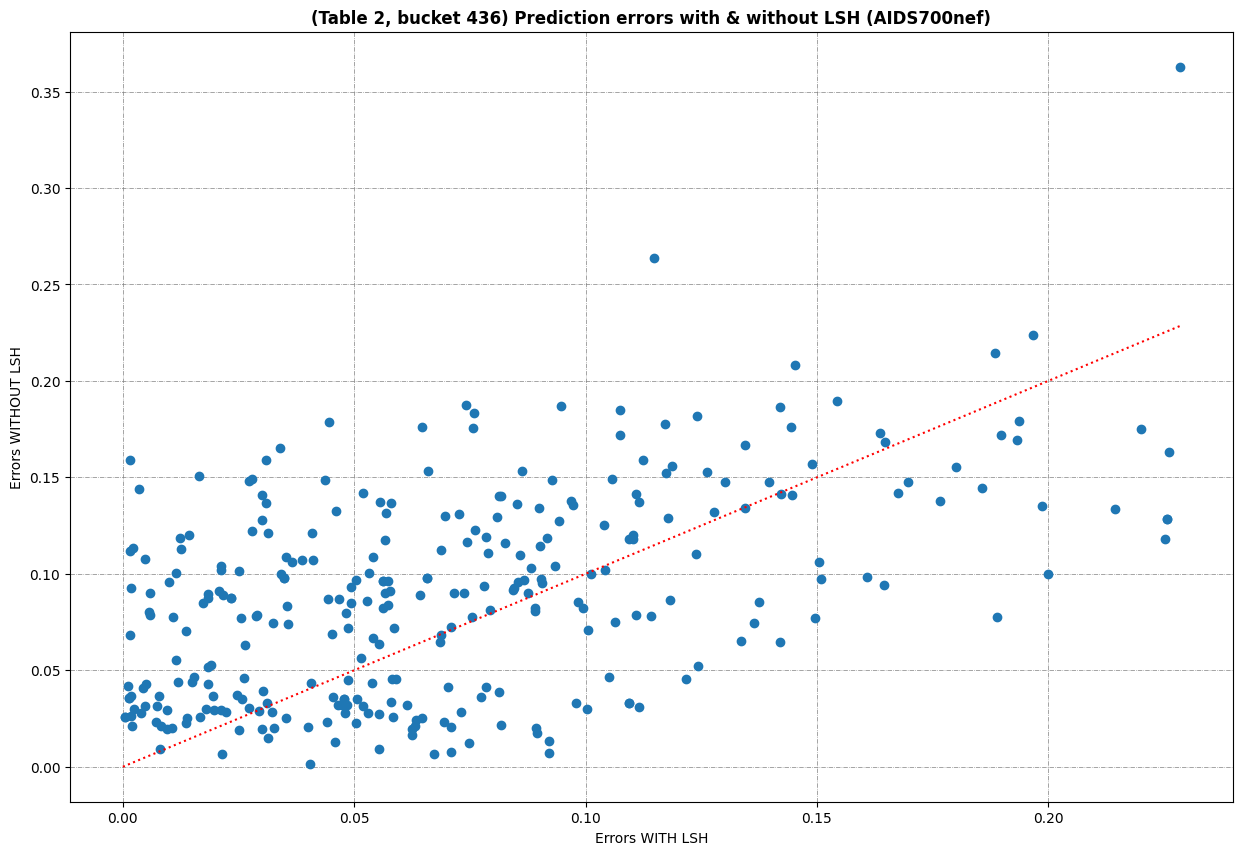 (Table 2, bucket 436) Prediction errors with & without LSH (AIDS700nef)
Errors WITHOUT LSH
0.35
0.30
0.25
0.20
0.15
0.10
0.05
0.00
0.00 0.05 0.10 0.15 0.20
Errors WITH LSH